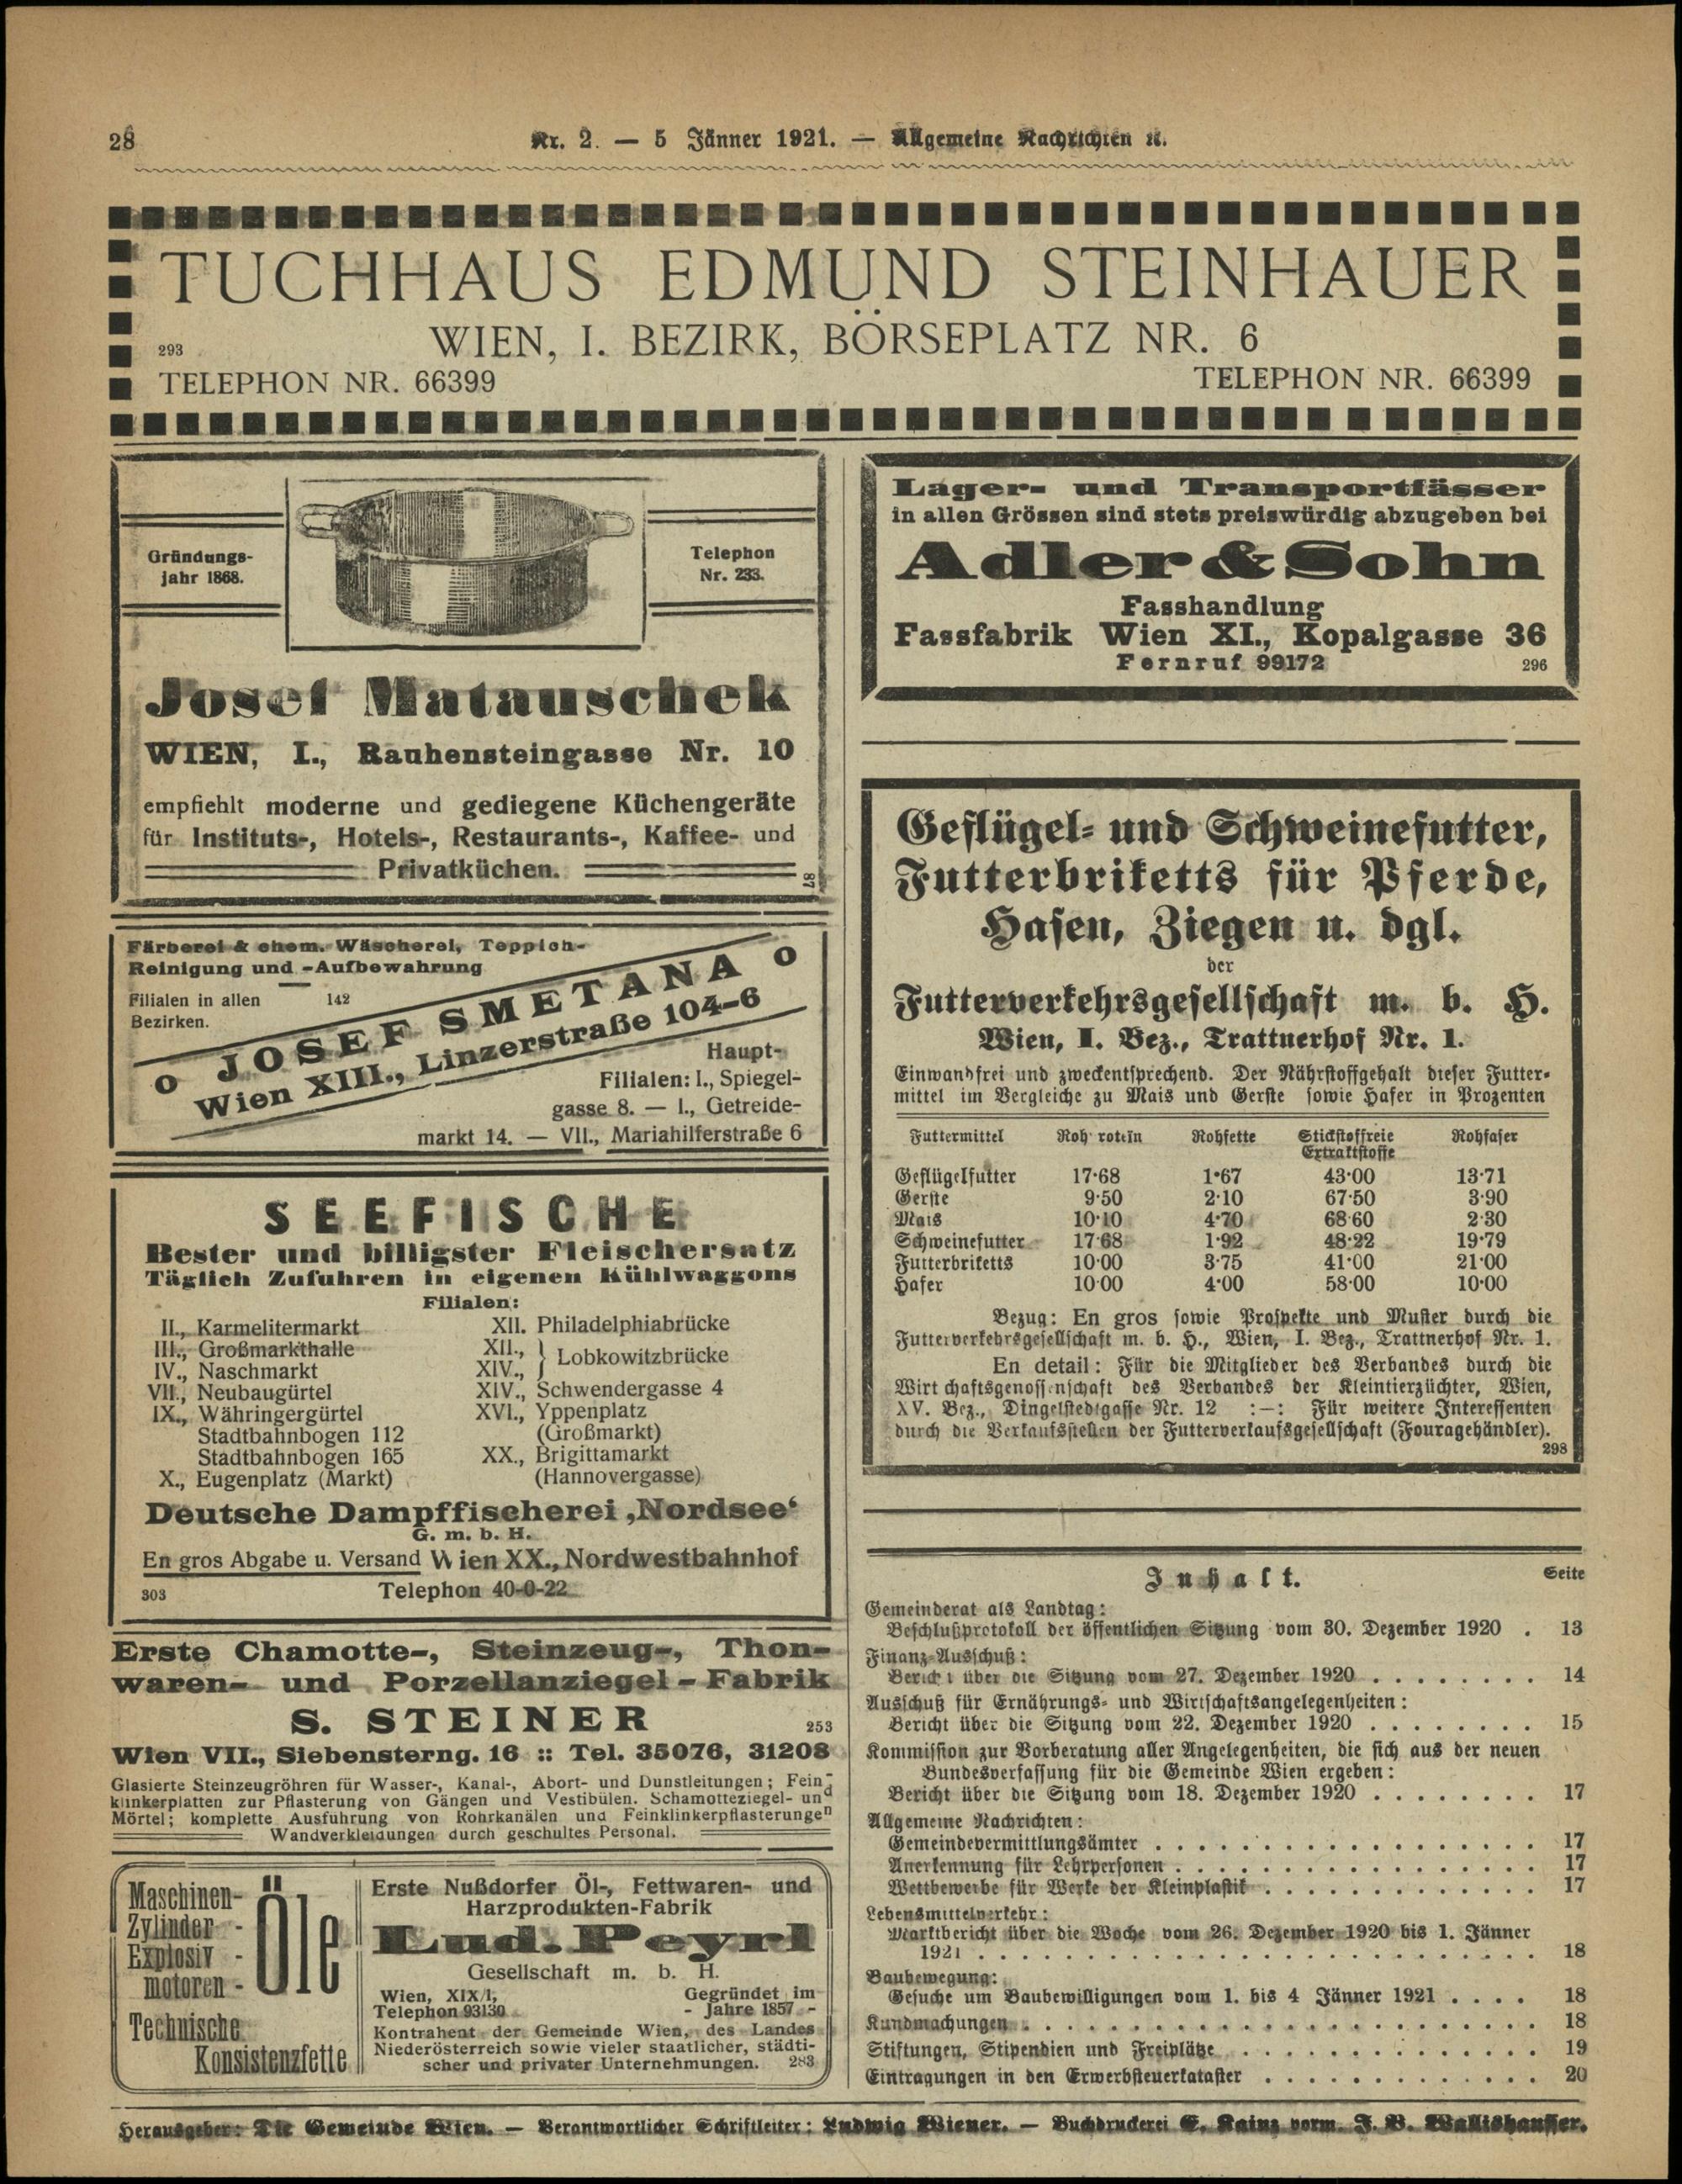 28
Nr. 2. — 5 Jänner 1921. — Allgemeine Nachrichten ꝛc.
TUCHHAUS EDMUND STEINHAUER
WIEN, I. BEZIRK, BÖRSEPLATZ NR. 6
293
TELEPHON NR. 66399
TELEPHON NR. 66399
Gründungs-
jahr 1868.
Telephon
Nr. 233.
Josef Matauschek
WIEN, I., Rauhensteingasse Nr. 10
empfiehlt moderne und gediegene Küchengeräte
für Instituts-, Hotels-, Restaurants-, Kaffee- und
Privatküchen.
87
Färberei & chem. Wäscherei, Teppich-
Reinigung und -Aufbewahrung
Filialen in allen
Bezirken.
142
o JOSEF SMETANA o
Wien XIII., Linzerstraße 104-6
Haupt-
Filialen: I., Spiegel-
gasse 8. — I., Getreide-
markt 14. — VII., Mariahilferstraße 6
SEEFISCHE
Bester und billigster Fleischersatz
Täglich Zufuhren in eigenen Kühlwaggons
Filialen:
II., Karmelitermarkt
III., Großmarkthalle
IV., Naschmarkt
VII., Neubaugürtel
IX., Währingergürtel
Stadtbahnbogen 112
Stadtbahnbogen 165
X., Eugenplatz (Markt)
XII. Philadelphiabrücke
XII., } Lobkowitzbrücke
XIV.,
XIV., Schwendergasse 4
XVI., Yppenplatz
(Großmarkt)
XX., Brigittamarkt
(Hannovergasse)
Deutsche Dampffischerei ‚Nordsee‘
G. m. b. H.
En gros Abgabe u. Versand Wien XX., Nordwestbahnhof
303
Telephon 40-0-22
Erste Chamotte-, Steinzeug-, Thon-
waren- und Porzellanziegel-Fabrik
S. STEINER
253
Wien VII., Siebensterng. 16 :: Tel. 35076, 31208
Glasierte Steinzeugröhren für Wasser-, Kanal-, Abort- und Dunstleitungen; Fein-
klinkerplatten zur Pflasterung von Gängen und Vestibülen. Schamotteziegel- und
Mörtel; komplette Ausführung von Rohrkanälen und Feinklinkerpflasterungen
Wandverkleidungen durch geschultes Personal.
Maschinen-
Zylinder -
Explosiv -
motoren -
Öle
Technische
Konsistenzfette
Erste Nußdorfer Öl-, Fettwaren- und
Harzprodukten-Fabrik
Lud. Peyrl
Gesellschaft m. b. H.
Wien, XIX/1,
Telephon 93130
Gegründet im
- Jahre 1857 -
Kontrahent der Gemeinde Wien, des Landes
Niederösterreich sowie vieler staatlicher, städti-
scher und privater Unternehmungen. 283
Lager- und Transportfässer
in allen Grössen sind stets preiswürdig abzugeben bei
Adler & Sohn
Fasshandlung
Fassfabrik Wien XI., Kopalgasse 36
Fernruf 99172
296
Geflügel- und Schweinefutter,
Futterbriketts für Pferde,
Hasen, Ziegen u. dgl.
der
Futterverkehrsgesellschaft m. b. H.
Wien, I. Bez., Trattnerhof Nr. 1.
Einwandfrei und zweckentsprechend. Der Nährstoffgehalt dieser Futter-
mittel im Vergleiche zu Mais und Gerste sowie Hafer in Prozenten
Futtermittel Roh rotein Rohfette Stickstoffreie Extraktstoffe Rohfaser
Geflügelfutter 17·68 1·67 43·00 13·71
Gerste 9·50 2·10 67·50 3·90
Mais 10·10 4·70 68·60 2·30
Schweinefutter 17·68 1·92 48·22 19·79
Futterbriketts 10·00 3·75 41·00 21·00
Hafer 10·00 4·00 58·00 10·00
Bezug: En gros sowie Prospekte und Muster durch die
Futterverkehrsgesellschaft m. b. H., Wien, I. Bez., Trattnerhof Nr. 1.
En detail: Für die Mitglieder des Verbandes durch die
Wirtschaftsgenossenschaft des Verbandes der Kleintierzüchter, Wien,
XV. Bez., Dingelstedtgasse Nr. 12 :—: Für weitere Interessenten
durch die Verkaufsstellen der Futterverkaufsgesellschaft (Fouragehändler).
298
Inhalt. Seite
Gemeinderat als Landtag:
Beschlußprotokoll der öffentlichen Sitzung vom 30. Dezember 1920 . 13
Finanz-Ausschuß:
Bericht über die Sitzung vom 27. Dezember 1920 . . . . . . . . 14
Ausschuß für Ernährungs- und Wirtschaftsangelegenheiten:
Bericht über die Sitzung vom 22. Dezember 1920 . . . . . . . . 15
Kommission zur Vorberatung aller Angelegenheiten, die sich aus der neuen
Bundesverfassung für die Gemeinde Wien ergeben:
Bericht über die Sitzung vom 18. Dezember 1920 . . . . . . . . 17
Allgemeine Nachrichten:
Gemeindevermittlungsämter . . . . . . . . 17
Anerkennung für Lehrpersonen . . . . . . . . 17
Wettbewerbe für Werke der Kleinplastik . . . . . . . . 17
Lebensmittelverkehr:
Marktbericht über die Woche vom 26. Dezember 1920 bis 1. Jänner
1921 . . . . . . . . 18
Baubewegung:
Gesuche um Baubewilligungen vom 1. bis 4 Jänner 1921 . . . . 18
Kundmachungen . . . . . . . . 18
Stiftungen, Stipendien und Freiplätze . . . . . . . . 19
Eintragungen in den Erwerbsteuerkataster . . . . . . . . 20
Herausgeber: Die Gemeinde Wien. — Verantwortlicher Schriftleiter: Ludwig Wiener. — Buchdruckerei E. Kainz vorm. J. B. Wallishausser.